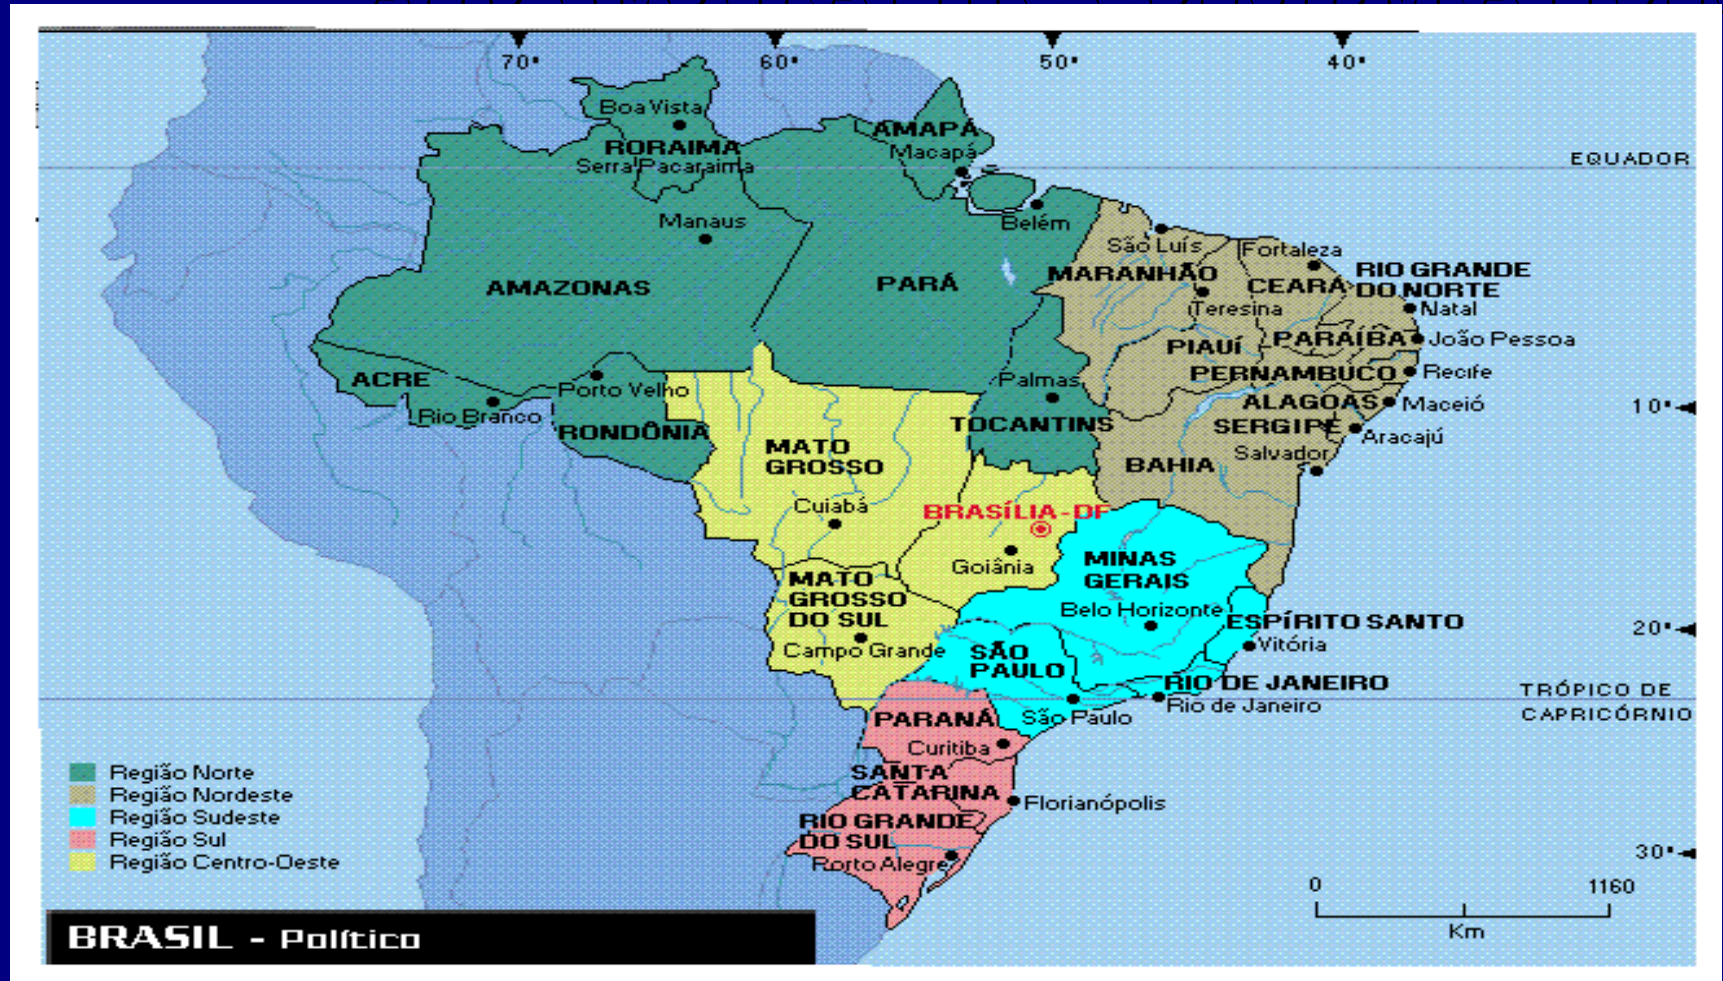 70°
60°
50°
40°
Boa Vista
RORAIMA
Serra Pacaraima
AMAPÁ
Macapá
EQUADOR
Manaus
Belém
AMAZONAS
PARÁ
São Luís
MARANHÃO
Fortaleza
CEARÁ
RIO GRANDE
DO NORTE
Natal
Teresina
PIAUÍ
PARAÍBA
João Pessoa
PERNAMBUCO
Recife
ACRE
Rio Branco
Porto Velho
RONDÔNIA
Palmas
TOCANTINS
ALAGOAS
Maceió
10°
SERGIPE
Aracajú
Salvador
BAHIA
MATO
GROSSO
Cuiabá
BRASÍLIA-DF
Goiânia
MINAS
GERAIS
Belo Horizonte
MATO
GROSSO
DO SUL
Campo Grande
ESPÍRITO SANTO
Vitória
20°
SÃO
PAULO
São Paulo
RIO DE JANEIRO
Rio de Janeiro
TRÓPICO DE
CAPRICÓRNIO
PARANÁ
Curitiba
SANTA
CATARINA
Florianópolis
RIO GRANDE
DO SUL
Porto Alegre
30°
Região Norte
Região Nordeste
Região Sudeste
Região Sul
Região Centro-Oeste
0
1160
Km
BRASIL - Político